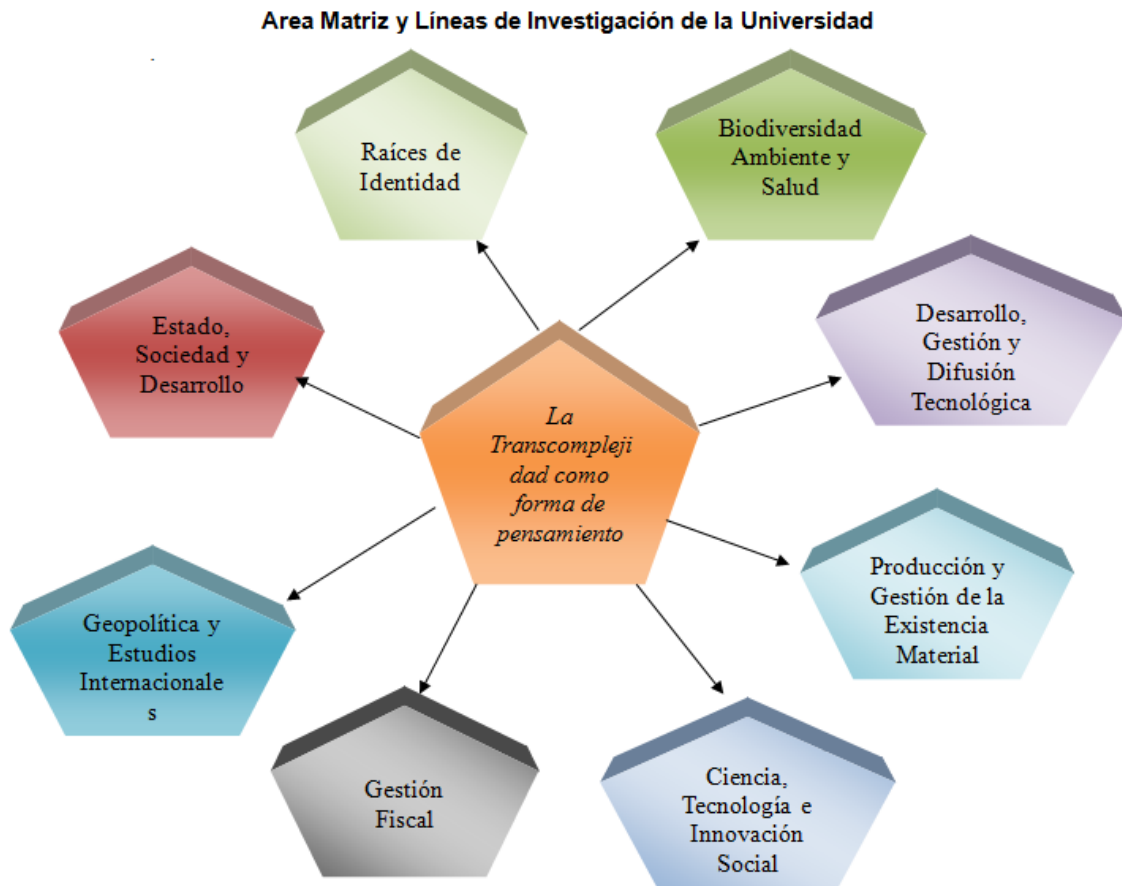 Area Matriz y Líneas de Investigación de la Universidad
Raíces de
Identidad
Biodiversidad
Ambiente y
Salud
Estado,
Sociedad y
Desarrollo
Desarrollo,
Gestión y
Difusión
Tecnológica
La
Transcompleji
dad como
forma de
pensamiento
Geopolítica y
Estudios
Internacionale
s
Producción y
Gestión de la
Existencia
Material
Gestión
Fiscal
Ciencia,
Tecnología e
Innovación
Social